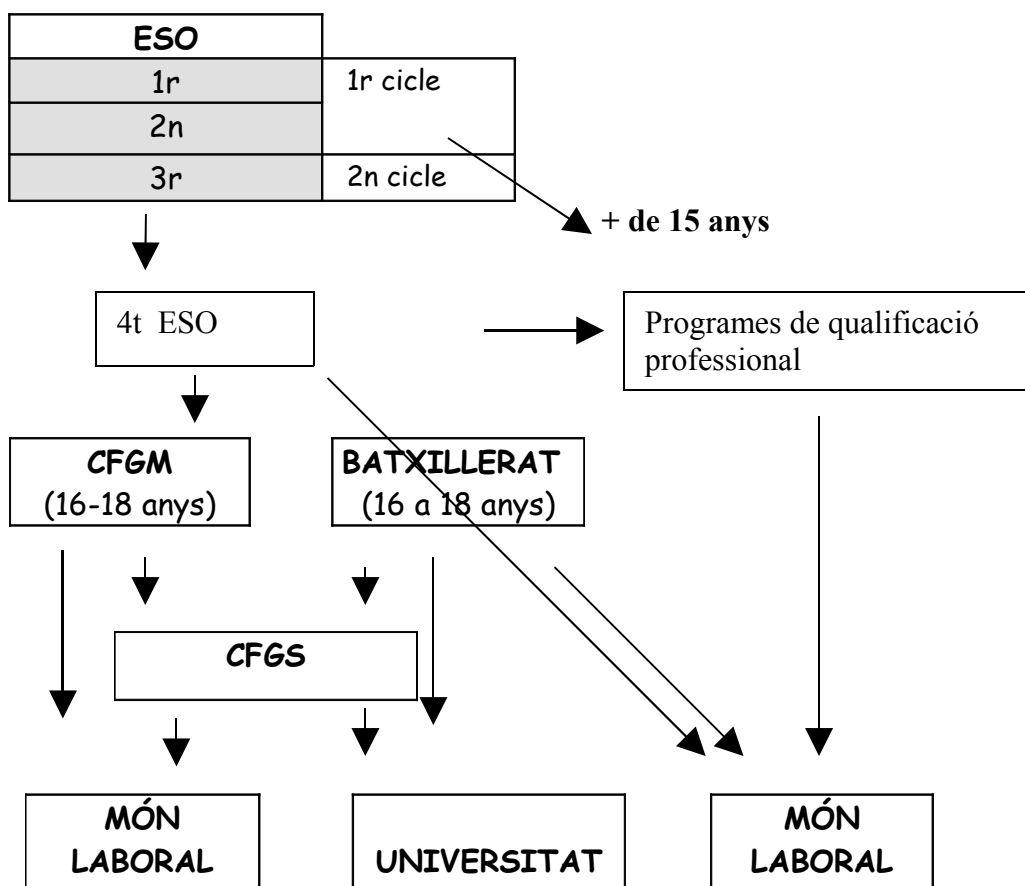 ESO
1r
1r cicle
2n
3r
2n cicle
+ de 15 anys
4t ESO
Programes de qualificació
professional
CFGM
(16-18 anys)
BATXILLERAT
(16 a 18 anys)
CFGS
MÓN
LABORAL
UNIVERSITAT
MÓN
LABORAL